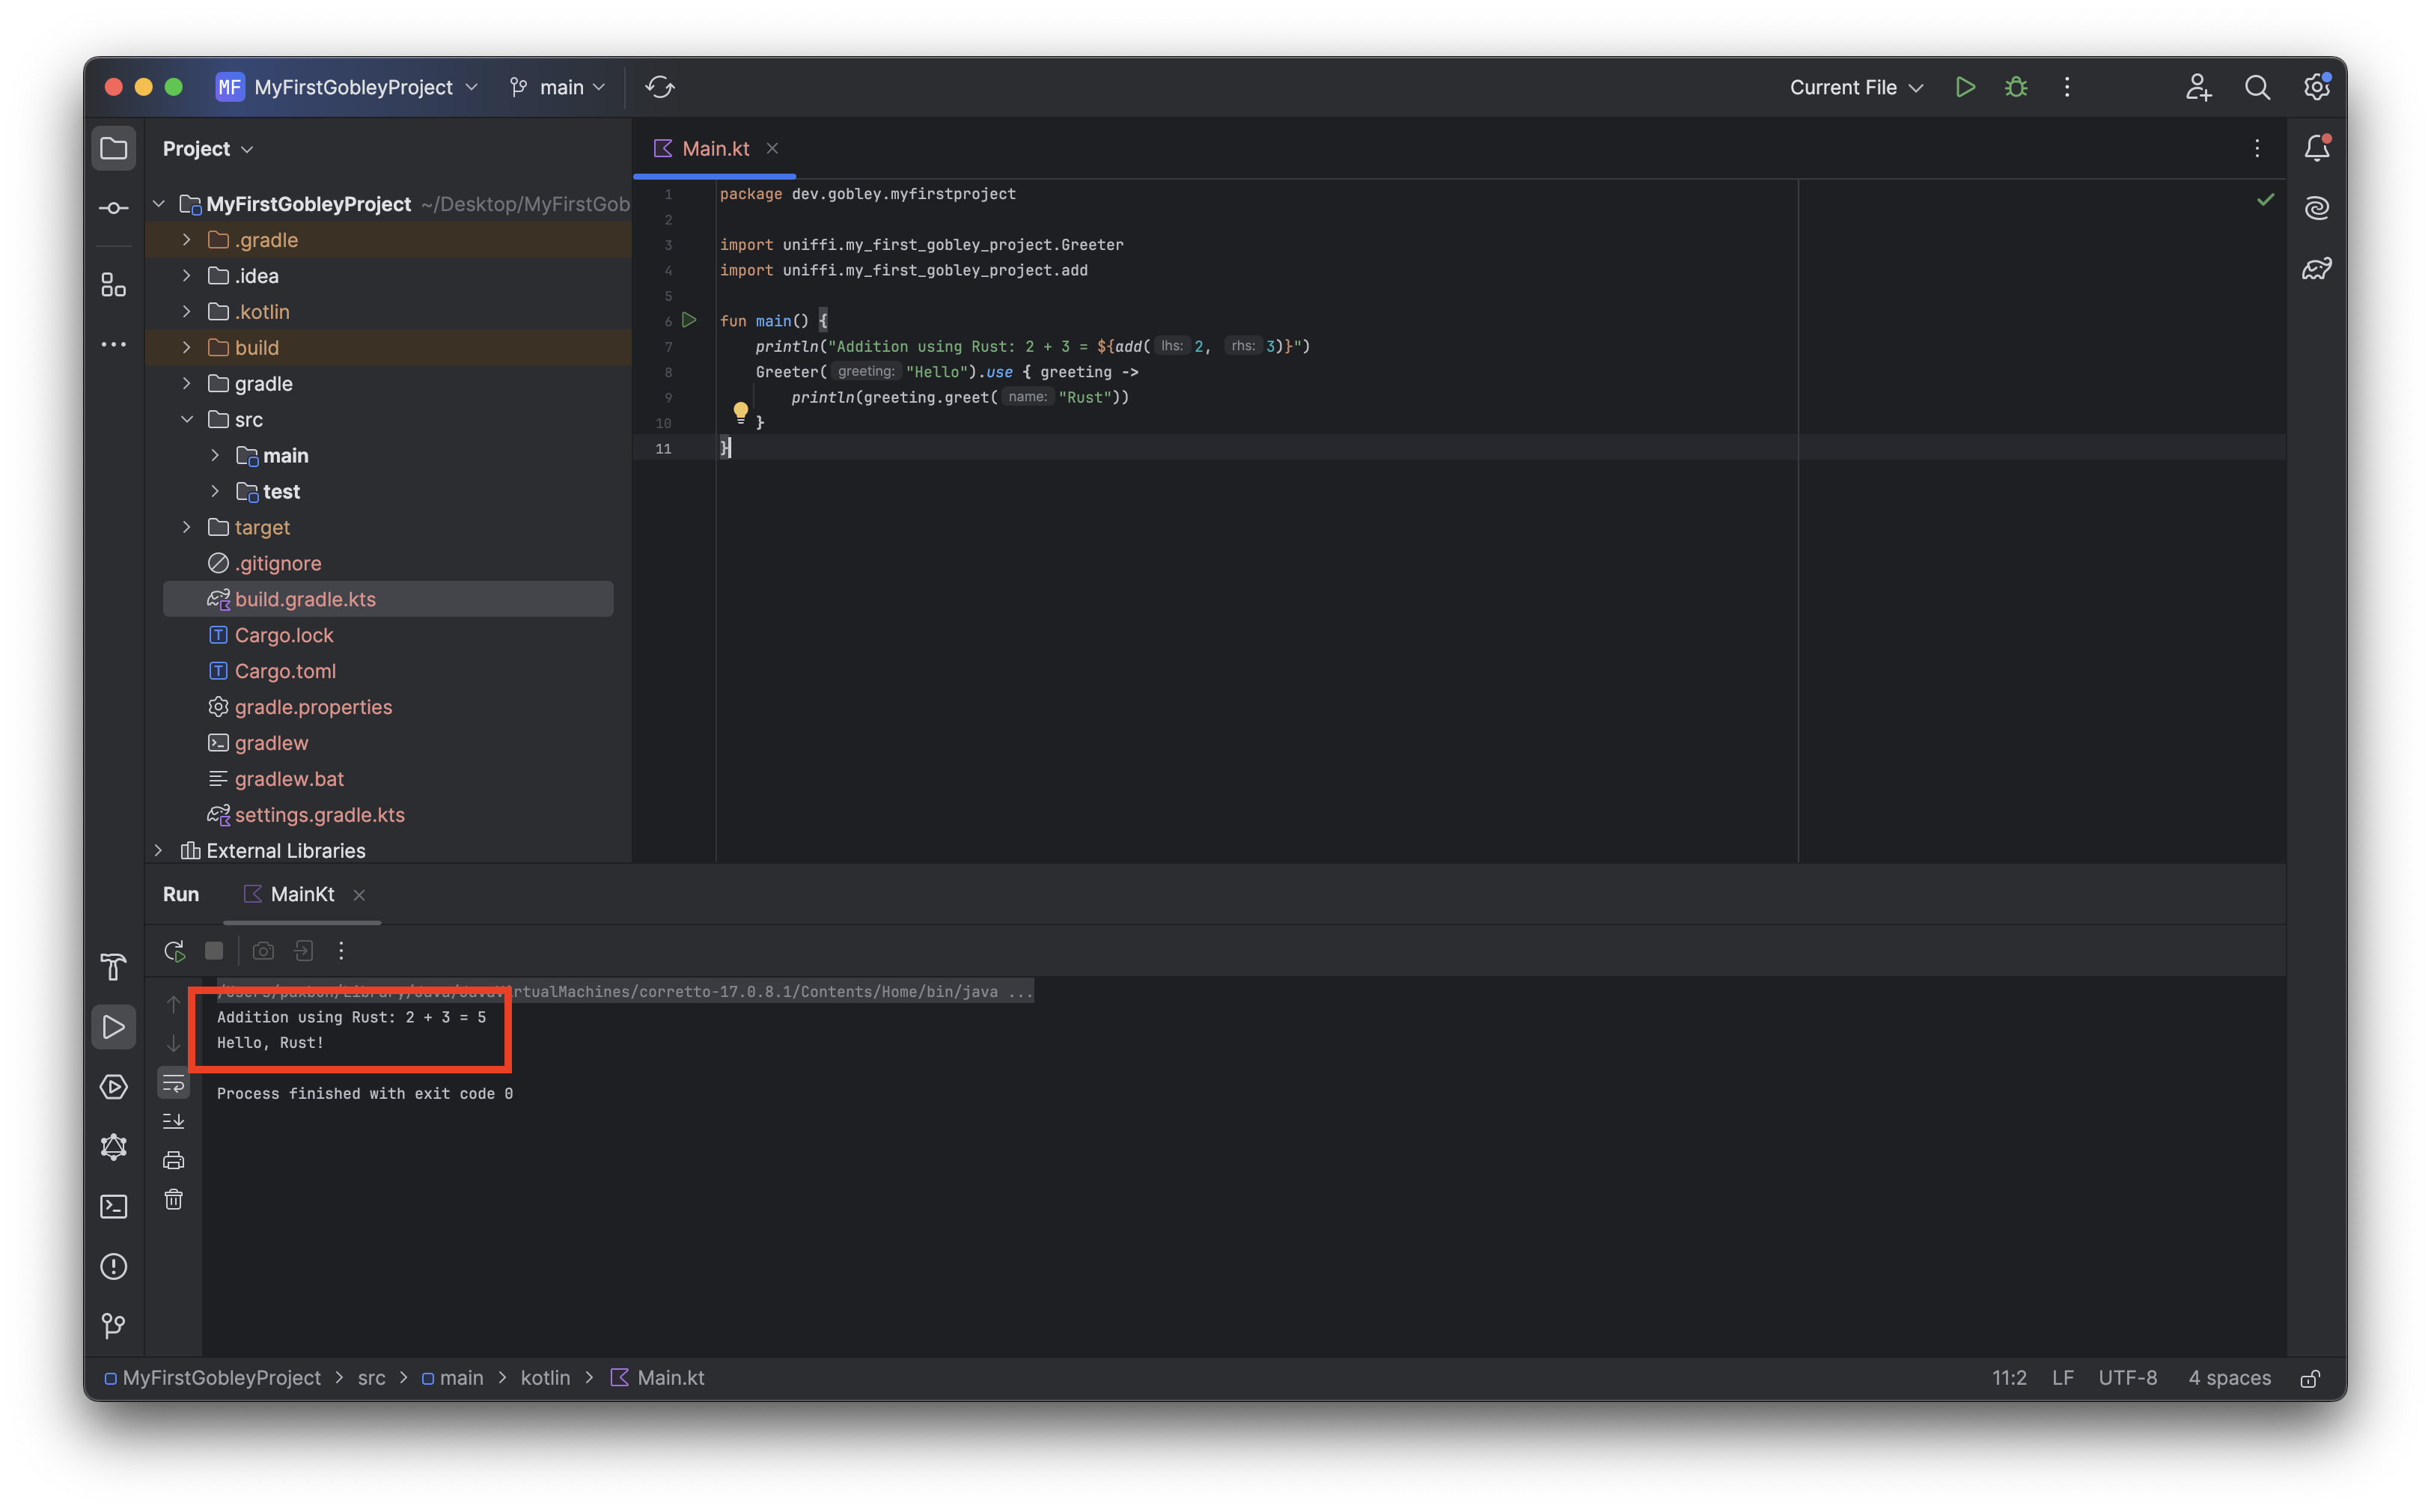 MF MyFirstGobleyProject main Current File
Project
Main.kt
MyFirstGobleyProject ~/Desktop/MyFirstGob
.gradle
.idea
.kotlin
build
gradle
src
main
test
target
.gitignore
build.gradle.kts
T Cargo.lock
T Cargo.toml
gradle.properties
gradlew
gradlew.bat
settings.gradle.kts
External Libraries
1 package dev.gobley.myfirstproject
2
3 import uniffi.my_first_gobley_project.Greeter
4 import uniffi.my_first_gobley_project.add
5
6 fun main() {
7 println("Addition using Rust: 2 + 3 = ${add( lhs: 2, rhs: 3)}")
8 Greeter( greeting: "Hello").use { greeting ->
9 println(greeting.greet( name: "Rust"))
10 }
11 }
Run MainKt
/Users/paxbun/Library/Java/JavaVirtualMachines/corretto-17.0.8.1/Contents/Home/bin/java ...
Addition using Rust: 2 + 3 = 5
Hello, Rust!
Process finished with exit code 0
MyFirstGobleyProject > src > main > kotlin > Main.kt 11:2 LF UTF-8 4 spaces